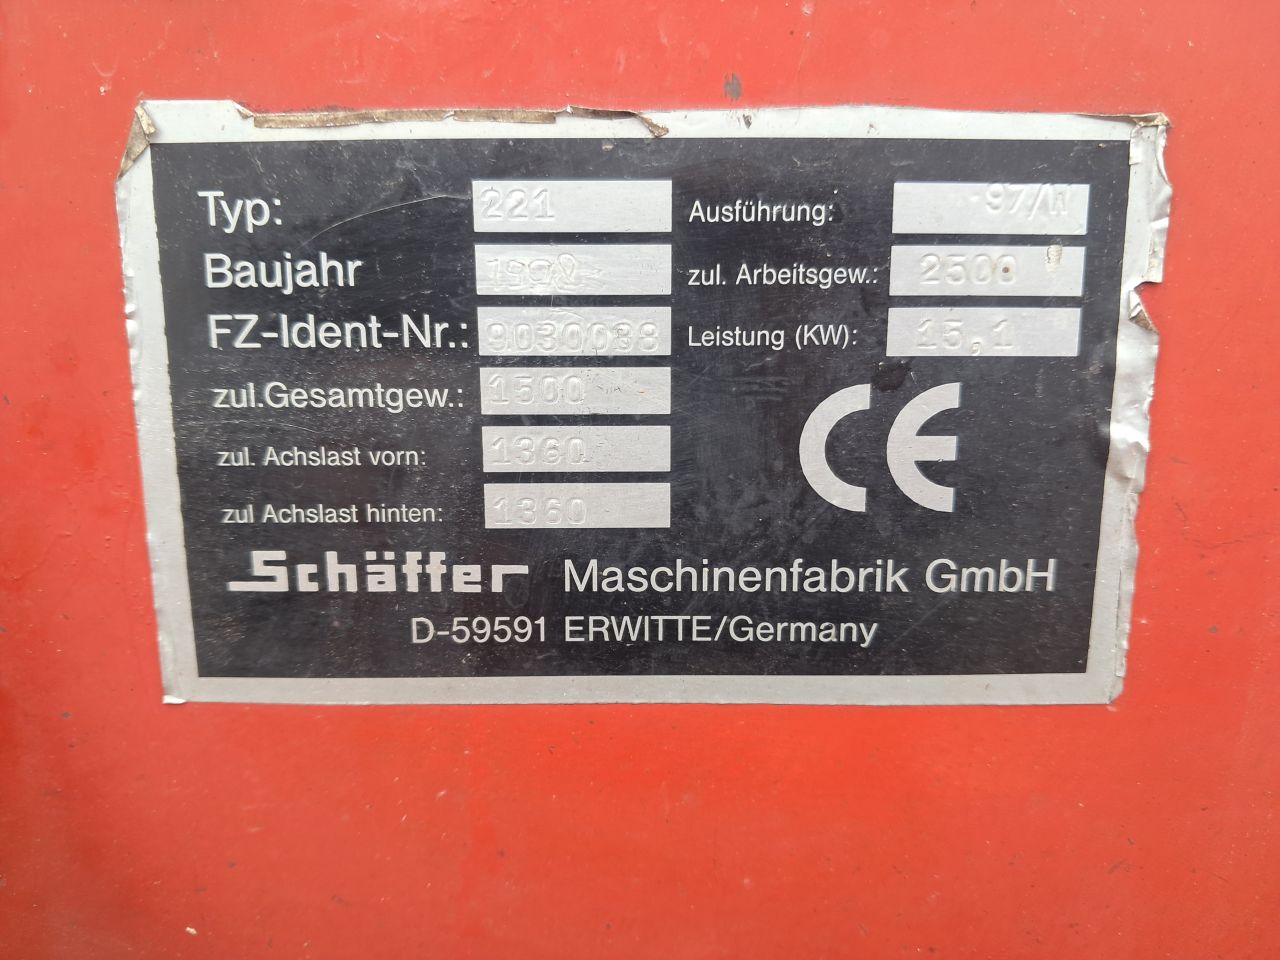 Typ: 221 Ausführung: 97/W
Baujahr
zul. Arbeitsgew.: 2500
FZ-Ident-Nr.: 9030038 Leistung (KW): 15,1
zul.Gesamtgew.: 1500
zul. Achslast vorn: 1360
zul Achslast hinten: 1360
CE
Schäffer Maschinenfabrik GmbH
D-59591 ERWITTE/Germany